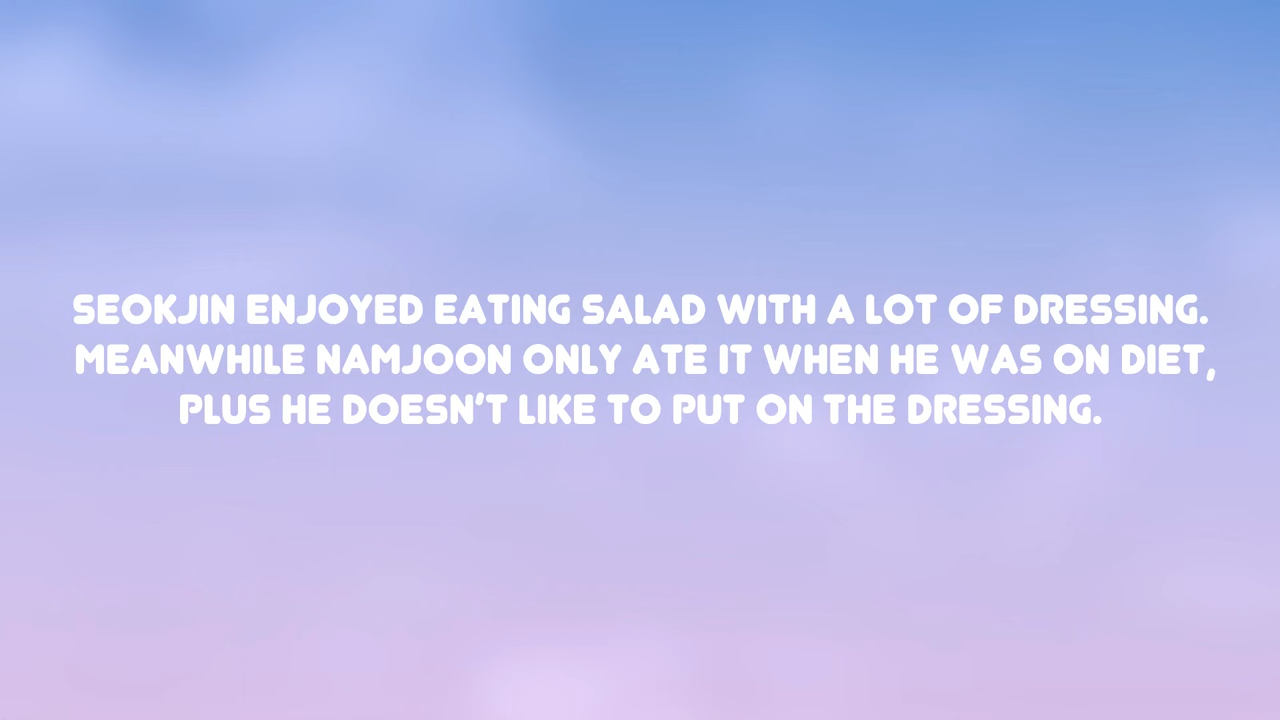 SEOKJIN ENJOYED EATING SALAD WITH A LOT OF DRESSING.
MEANWHILE NAMJOON ONLY ATE IT WHEN HE WAS ON DIET,
PLUS HE DOESN'T LIKE TO PUT ON THE DRESSING.